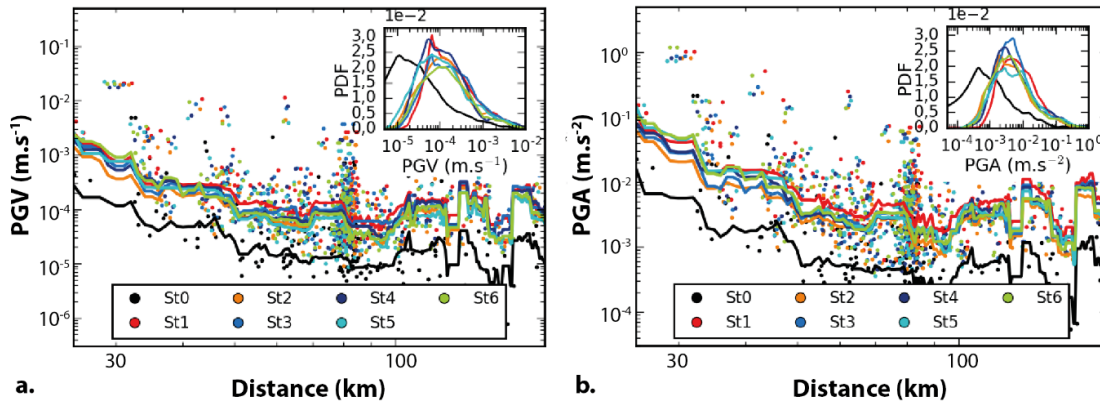 1e-2
PDF
3,0
2,5
2,0
1,5
1,0
0,5
0,0
10⁻⁵ 10⁻⁴ 10⁻³ 10⁻²
PGV (m.s⁻¹)
PGV (m.s⁻¹)
10⁻¹
10⁻²
10⁻³
10⁻⁴
10⁻⁵
10⁻⁶
St0 St2 St4 St6
St1 St3 St5
30 100
a. Distance (km)
1e-2
PDF
3,0
2,5
2,0
1,5
1,0
0,5
0,0
10⁻⁴ 10⁻³ 10⁻² 10⁻¹ 10⁰
PGA (m.s⁻²)
PGA (m.s⁻²)
10⁰
10⁻¹
10⁻²
10⁻³
10⁻⁴
St0 St2 St4 St6
St1 St3 St5
30 100
b. Distance (km)